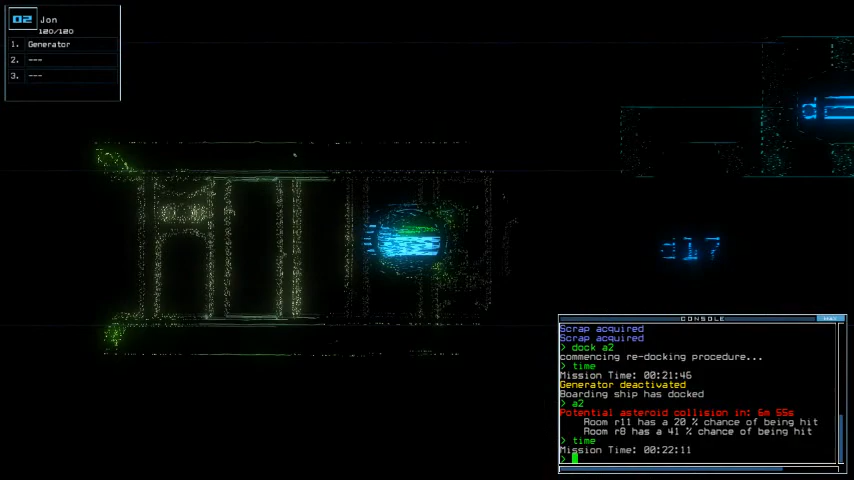 02 Jon
120/120
1. Generator
2. ---
3. ---
d17
CONSOLE
Scrap acquired
Scrap acquired
> dock a2
commencing re-docking procedure...
> time
Mission Time: 00:21:46
Generator deactivated
Boarding ship has docked
> a2
Potential asteroid collision in: 6m 55s
Room r11 has a 20 % chance of being hit
Room r8 has a 41 % chance of being hit
> time
Mission Time: 00:22:11
>